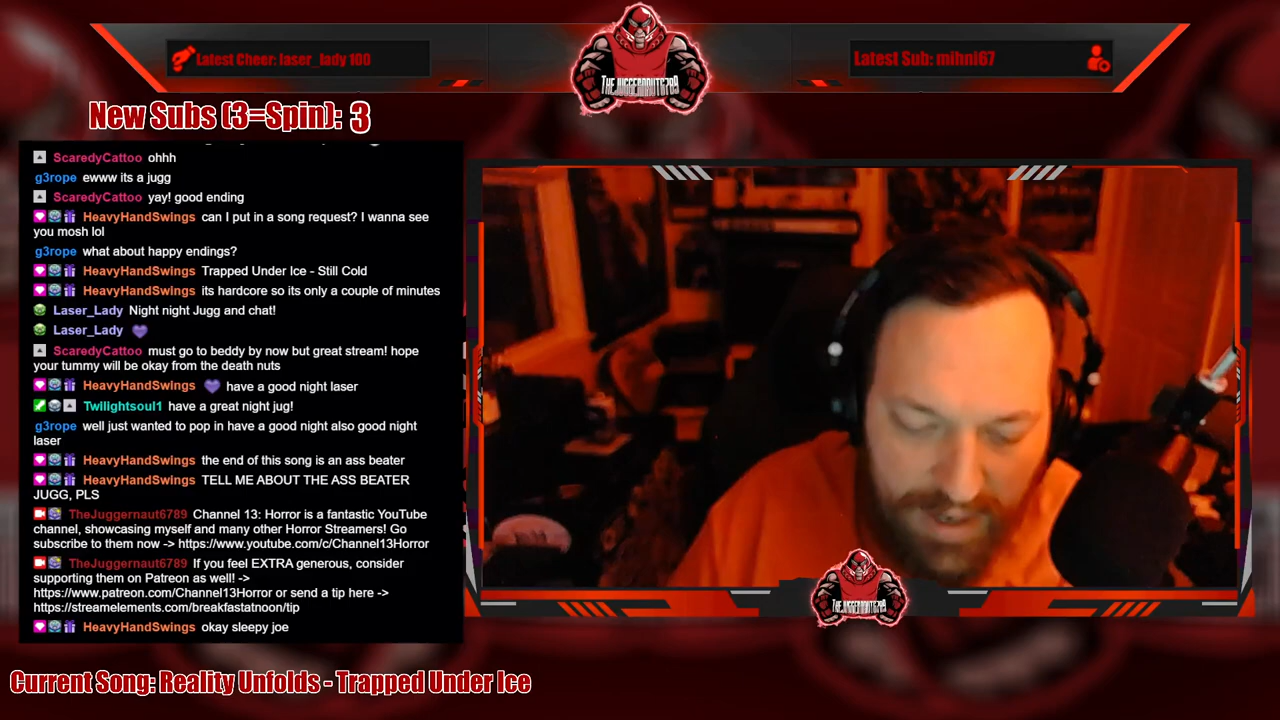 Latest Cheer: laser_lady 100
THEJUGGERNAUT6789
Latest Sub: mihni67
New Subs (3=Spin): 3
ScaredyCattoo ohhh
g3rope ewww its a jugg
ScaredyCattoo yay! good ending
HeavyHandSwings can I put in a song request? I wanna see
you mosh lol
g3rope what about happy endings?
HeavyHandSwings Trapped Under Ice - Still Cold
HeavyHandSwings its hardcore so its only a couple of minutes
Laser_Lady Night night Jugg and chat!
Laser_Lady 💜
ScaredyCattoo must go to beddy by now but great stream! hope
your tummy will be okay from the death nuts
HeavyHandSwings 💜 have a good night laser
Twllightsoul1 have a great night jug!
g3rope well just wanted to pop in have a good night also good night
laser
HeavyHandSwings the end of this song is an ass beater
HeavyHandSwings TELL ME ABOUT THE ASS BEATER
JUGG, PLS
TheJuggernaut6789 Channel 13: Horror is a fantastic YouTube
channel, showcasing myself and many other Horror Streamers! Go
subscribe to them now -> https://www.youtube.com/c/Channel13Horror
TheJuggernaut6789 If you feel EXTRA generous, consider
supporting them on Patreon as well! ->
https://www.patreon.com/Channel13Horror or send a tip here ->
https://streamelements.com/breakfastatnoon/tip
HeavyHandSwings okay sleepy joe
THEJUGGERNAUT6789
Current Song: Reality Unfolds - Trapped Under Ice